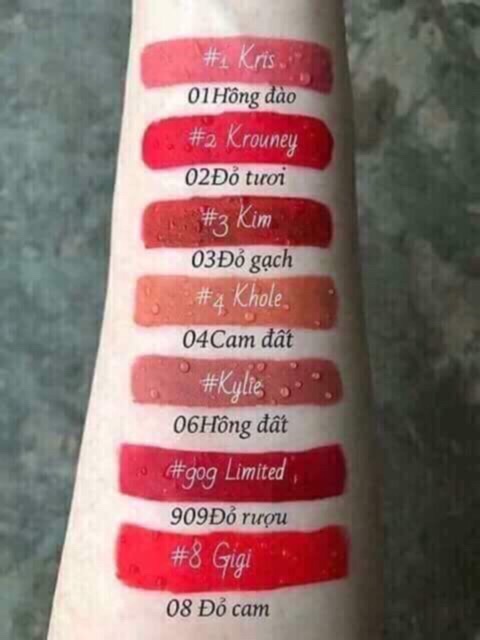 #1 Kris
01Hồng đào
#2 Krouney
02Đỏ tươi
#3 Kim
03Đỏ gạch
#4 Khole
04Cam đất
#Kylie
06Hồng đất
#909 Limited
909Đỏ rượu
#8 Gigi
08 Đỏ cam